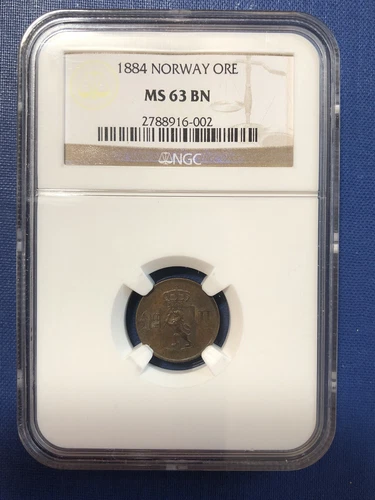 1884 NORWAY ORE
MS 63 BN
2788916-002
NGC